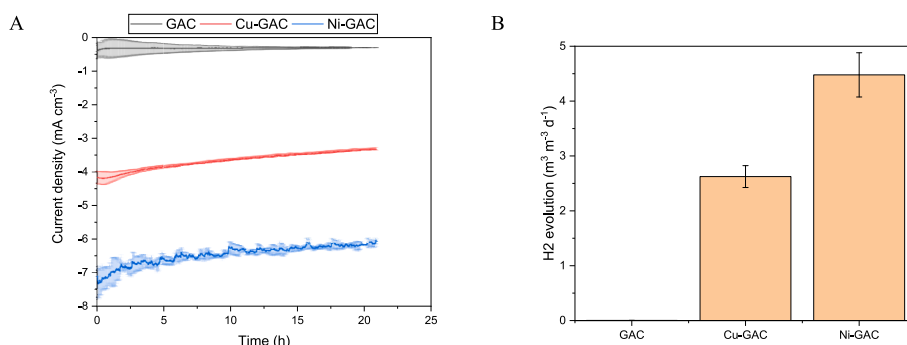 A
GAC Cu-GAC Ni-GAC
0
-1
-2
-3
-4
-5
-6
-7
-8
Current density (mA cm⁻³)
0 5 10 15 20 25
Time (h)
B
5
4
3
2
1
0
H2 evolution (m³ m⁻³ d⁻¹)
GAC Cu-GAC Ni-GAC